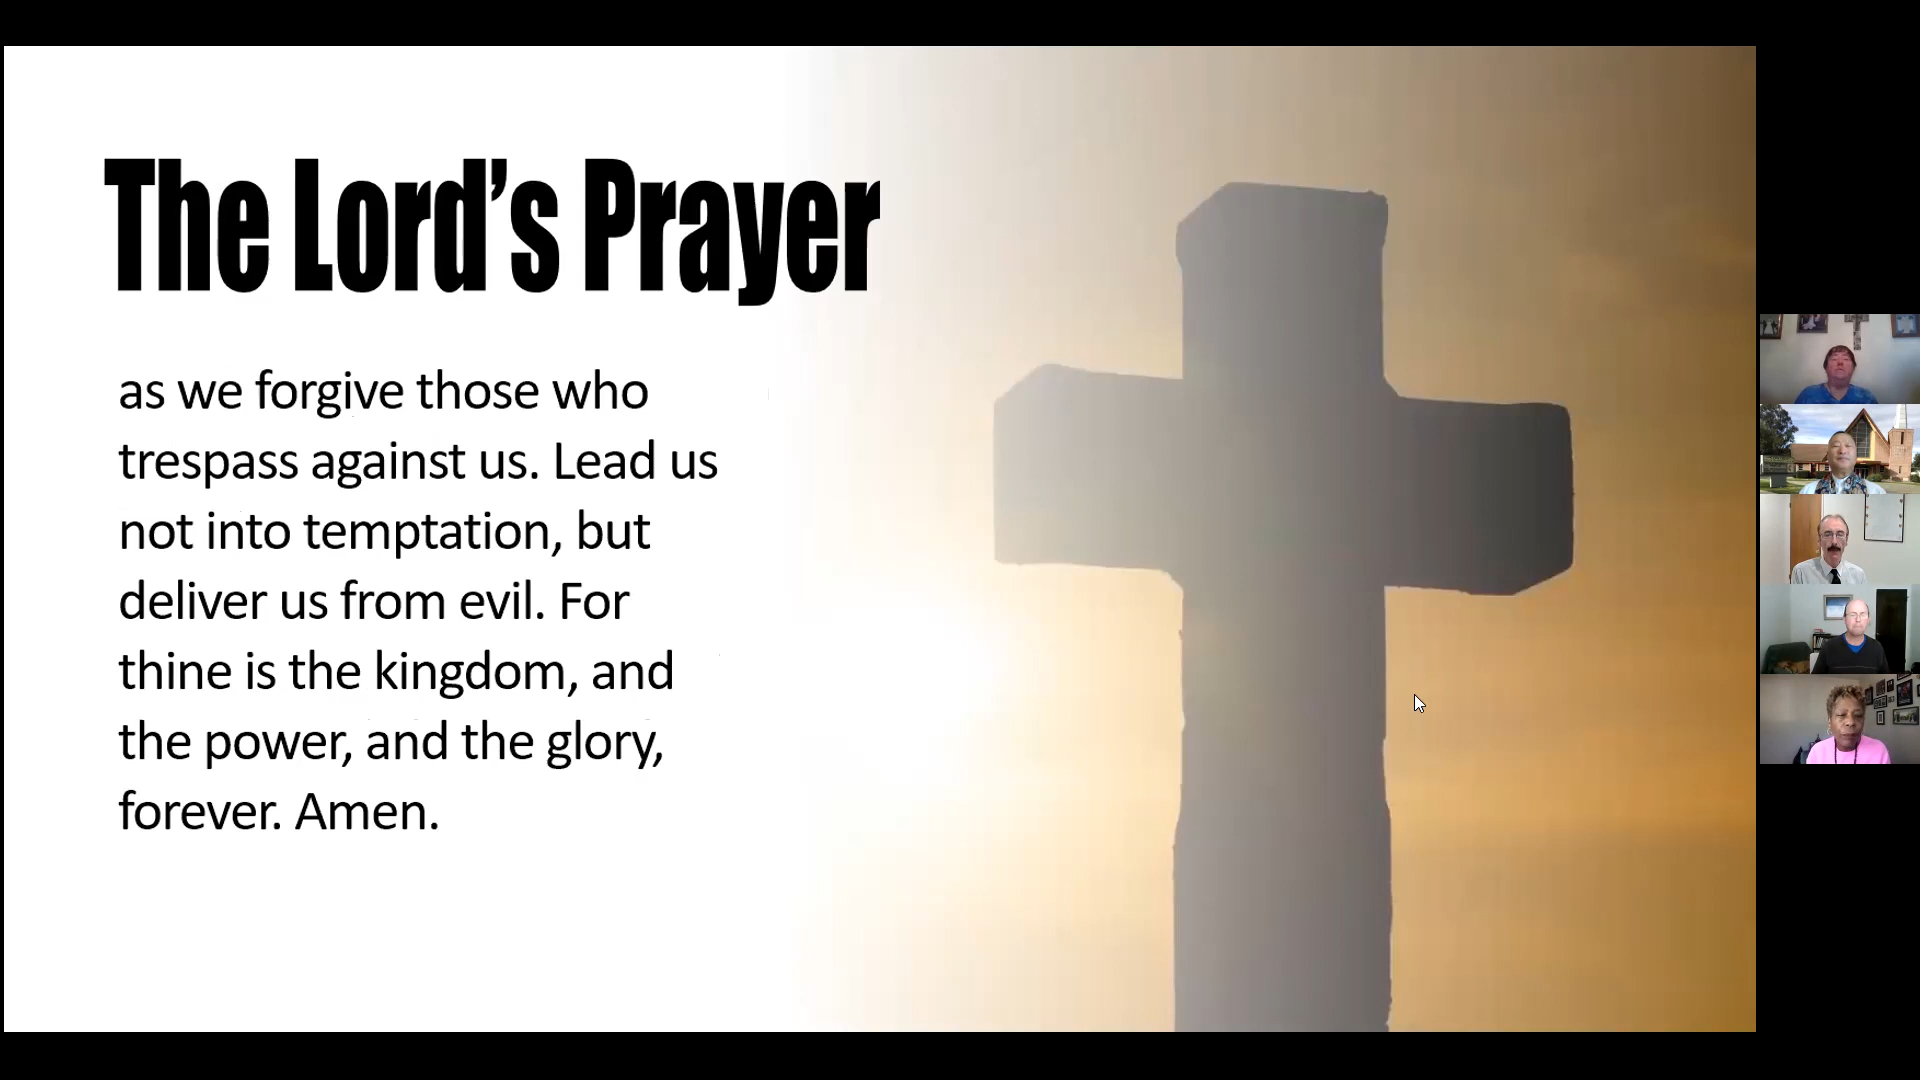 The Lord’s Prayer
as we forgive those who
trespass against us. Lead us
not into temptation, but
deliver us from evil. For
thine is the kingdom, and
the power, and the glory,
forever. Amen.